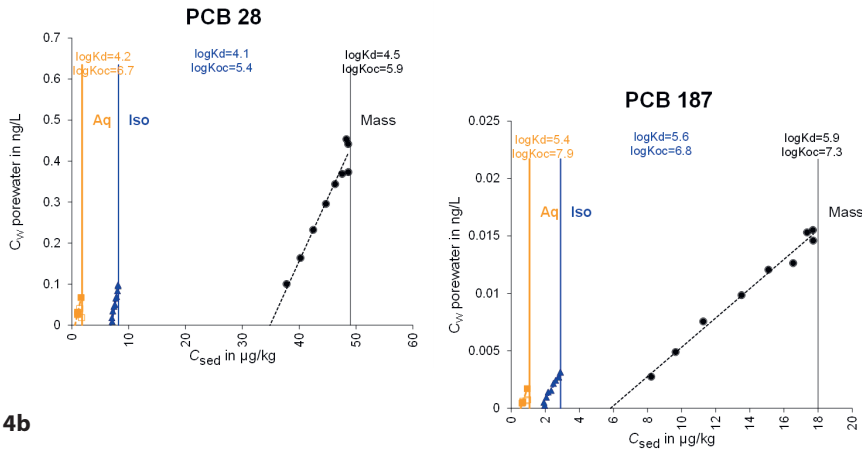 PCB 28
0.7
0.6
0.5
0.4
0.3
0.2
0.1
0
CW porewater in ng/L
logKd=4.2
logKoc=6.7
logKd=4.1
logKoc=5.4
logKd=4.5
logKoc=5.9
Aq Iso Mass
0 10 20 30 40 50 60
Csed in µg/kg
PCB 187
0.025
0.02
0.015
0.01
0.005
0
CW porewater in ng/L
logKd=5.4
logKoc=7.9
logKd=5.6
logKoc=6.8
logKd=5.9
logKoc=7.3
Aq Iso Mass
0 2 4 6 8 10 12 14 16 18 20
Csed in µg/kg
4b